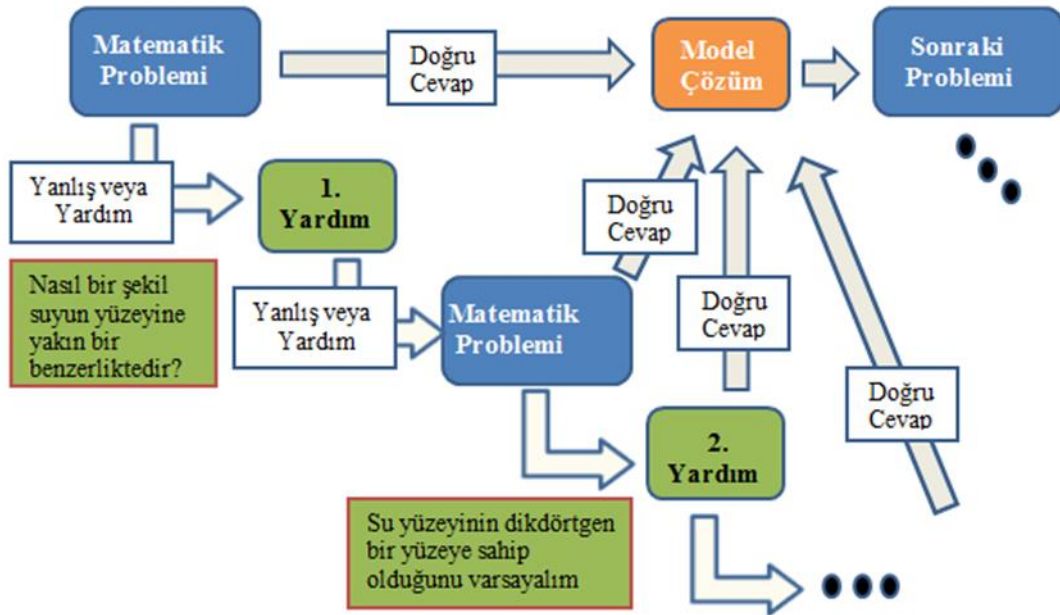 Matematik
Problemi
Doğru
Cevap
Model
Çözüm
Sonraki
Problemi
Yanlış veya
Yardım
1.
Yardım
Doğru
Cevap
Nasıl bir şekil
suyun yüzeyine
yakın bir
benzerliktedir?
Yanlış veya
Yardım
Matematik
Problemi
Doğru
Cevap
Doğru
Cevap
2.
Yardım
Su yüzeyinin dikdörtgen
bir yüzeye sahip
olduğunu varsayalım